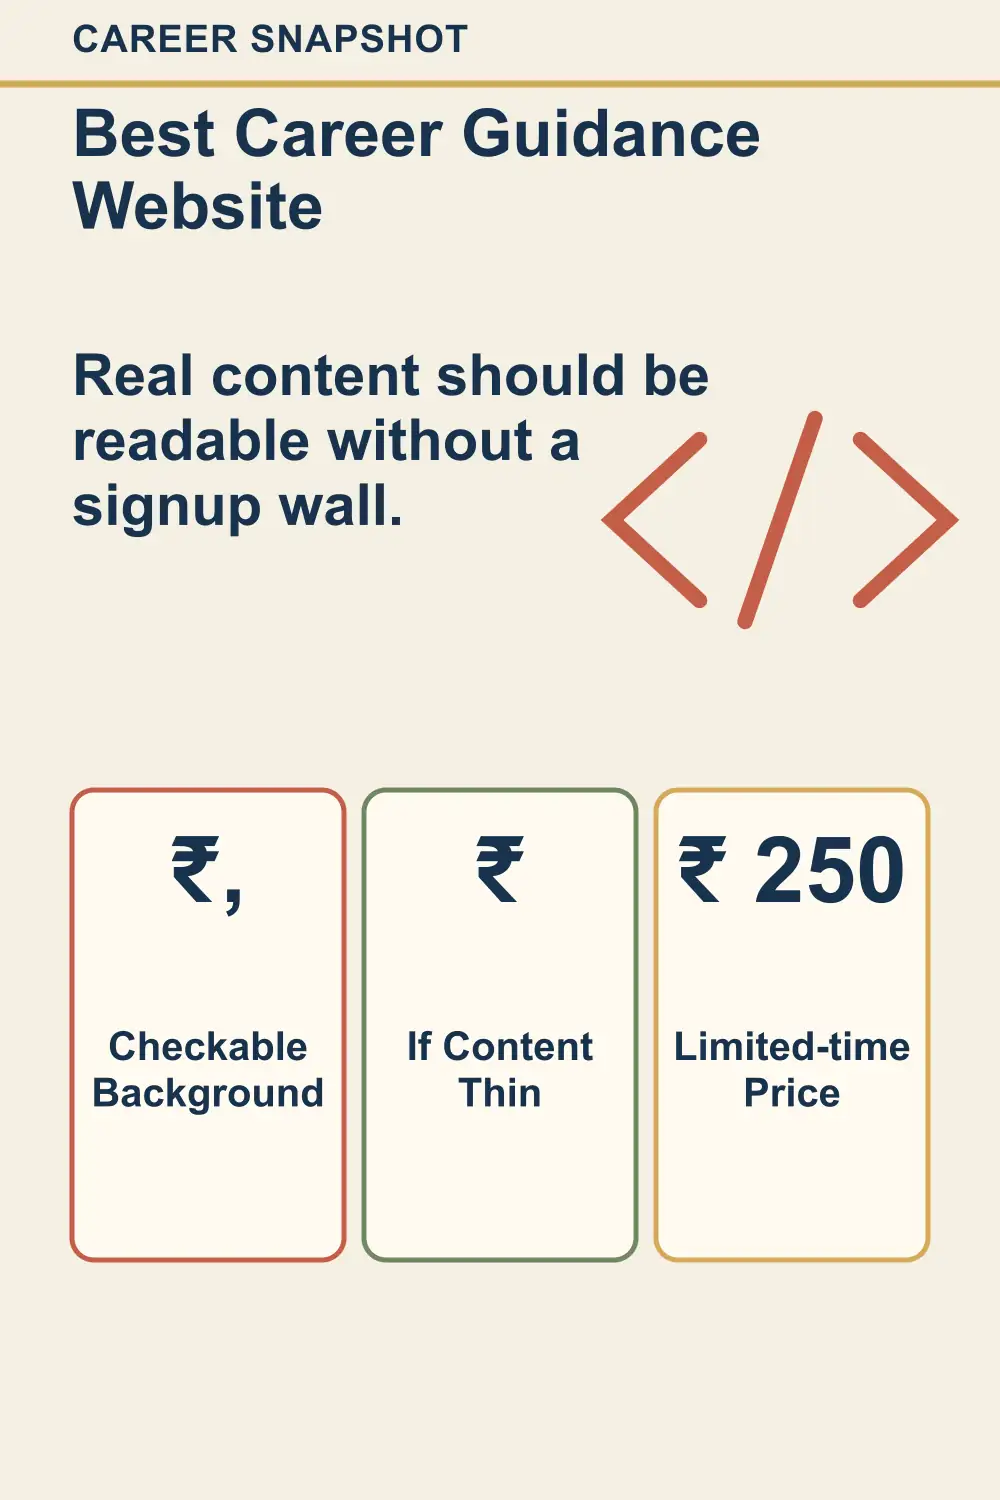 CAREER SNAPSHOT
Best Career Guidance
Website
Real content should be
readable without a
signup wall.
</>
₹,
Checkable
Background
₹
If Content
Thin
₹ 250
Limited-time
Price